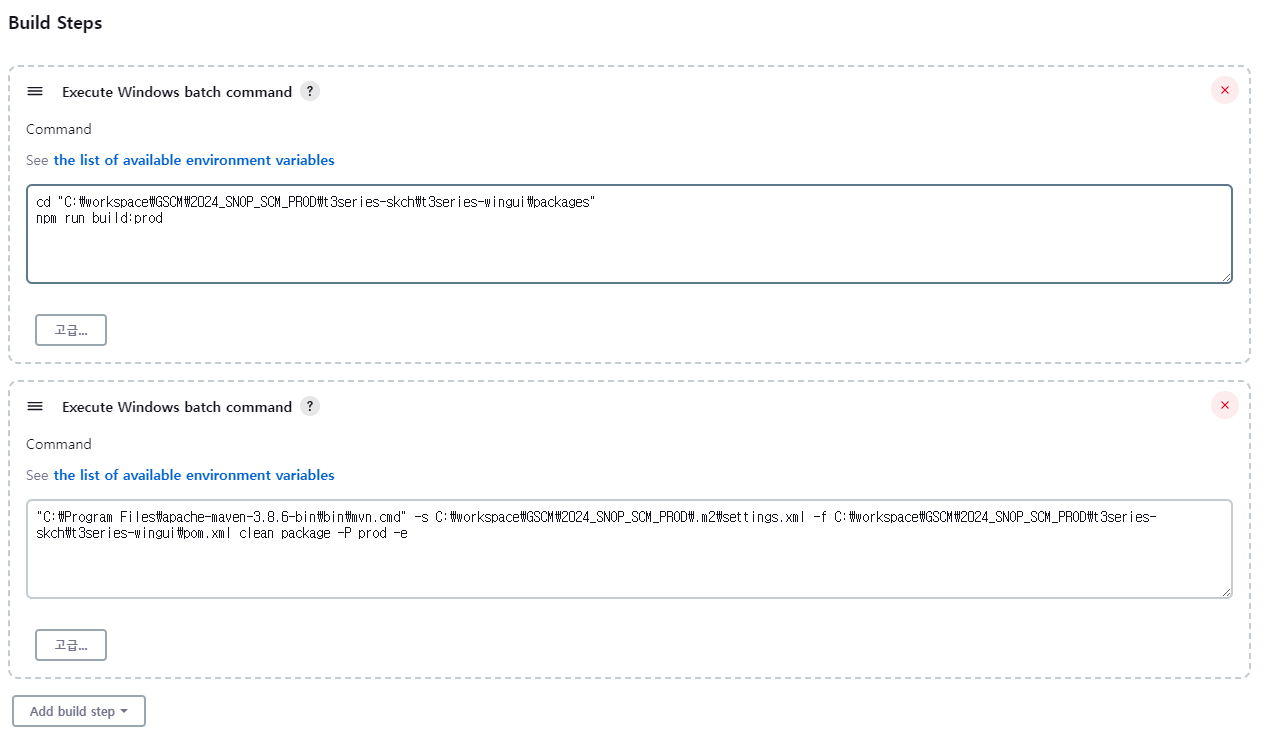 Build Steps
Execute Windows batch command ?
Command
See the list of available environment variables
cd "C:₩workspace₩GSCM₩2024_SNOP_SCM_PROD₩t3series-skch₩t3series-wingui₩packages"
npm run build:prod
고급...
Execute Windows batch command ?
Command
See the list of available environment variables
"C:₩Program Files₩apache-maven-3.8.6-bin₩bin₩mvn.cmd" -s C:₩workspace₩GSCM₩2024_SNOP_SCM_PROD₩.m2₩settings.xml -f C:₩workspace₩GSCM₩2024_SNOP_SCM_PROD₩t3series-
skch₩t3series-wingui₩pom.xml clean package -P prod -e
고급...
Add build step